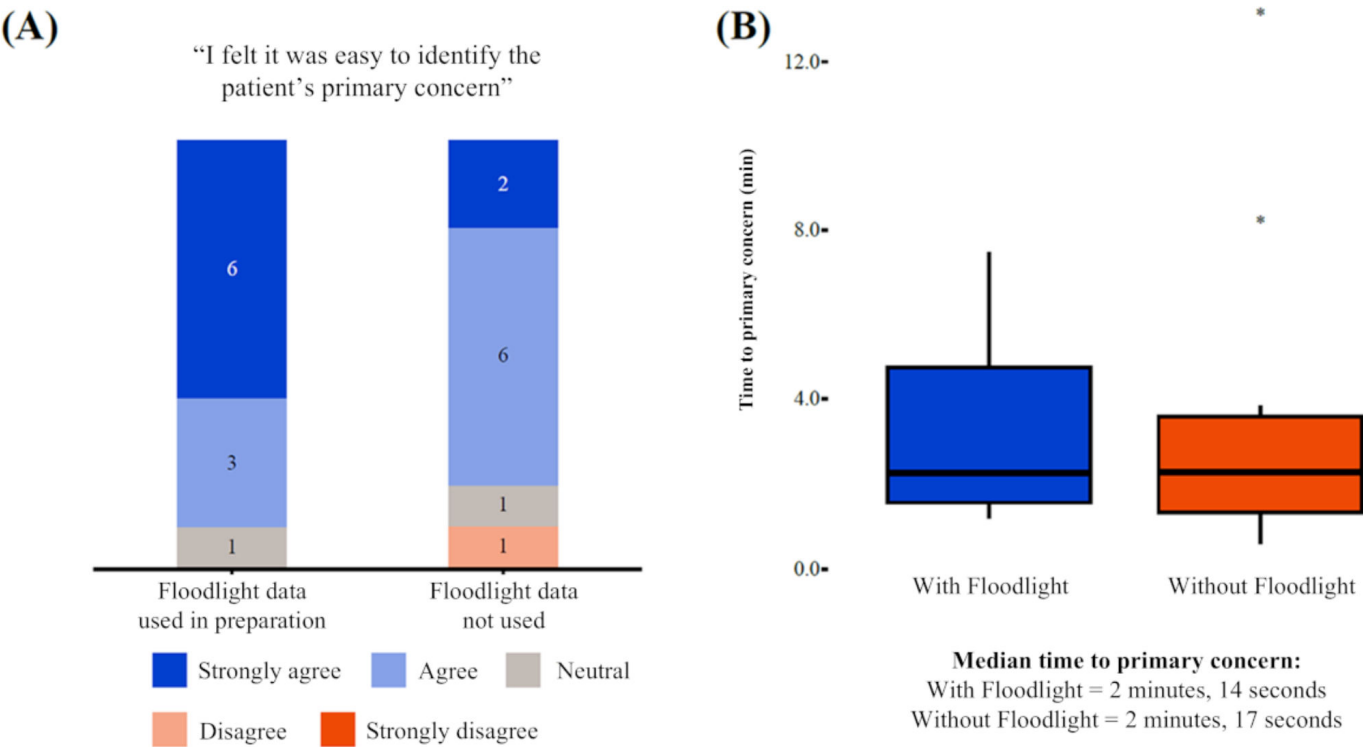 (A)
“I felt it was easy to identify the
patient’s primary concern”
6
3
1
2
6
1
1
Floodlight data
used in preparation
Floodlight data
not used
Strongly agree
Agree
Neutral
Disagree
Strongly disagree
(B)
Time to primary concern (min)
12.0
8.0
4.0
0.0
*
*
With Floodlight
Without Floodlight
Median time to primary concern:
With Floodlight = 2 minutes, 14 seconds
Without Floodlight = 2 minutes, 17 seconds